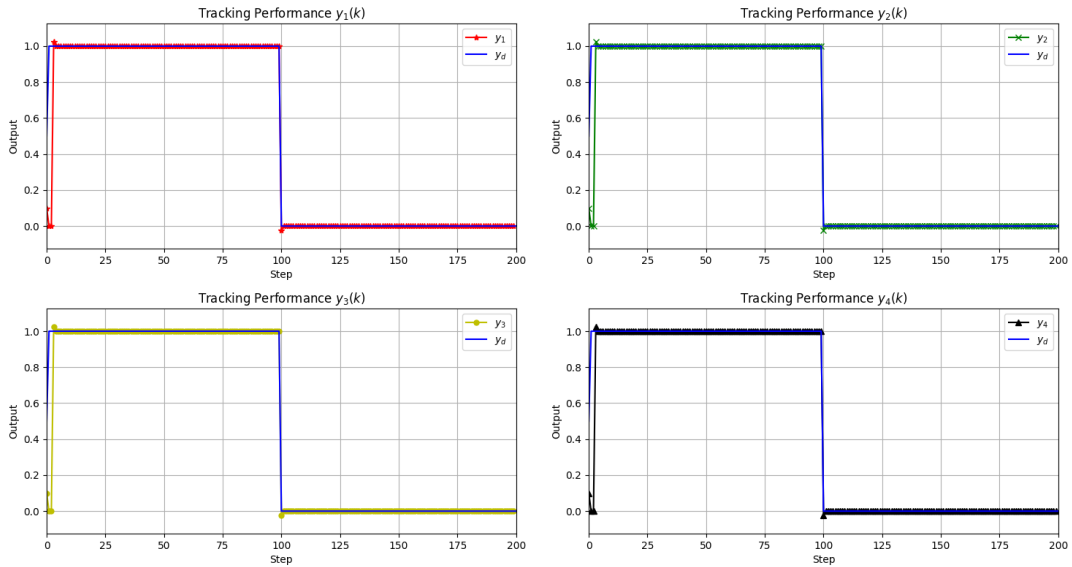 Tracking Performance y₁(k)
Output
1.0
0.8
0.6
0.4
0.2
0.0
y₁
y_d
0 25 50 75 100 125 150 175 200
Step
Tracking Performance y₂(k)
Output
1.0
0.8
0.6
0.4
0.2
0.0
y₂
y_d
0 25 50 75 100 125 150 175 200
Step
Tracking Performance y₃(k)
Output
1.0
0.8
0.6
0.4
0.2
0.0
y₃
y_d
0 25 50 75 100 125 150 175 200
Step
Tracking Performance y₄(k)
Output
1.0
0.8
0.6
0.4
0.2
0.0
y₄
y_d
0 25 50 75 100 125 150 175 200
Step